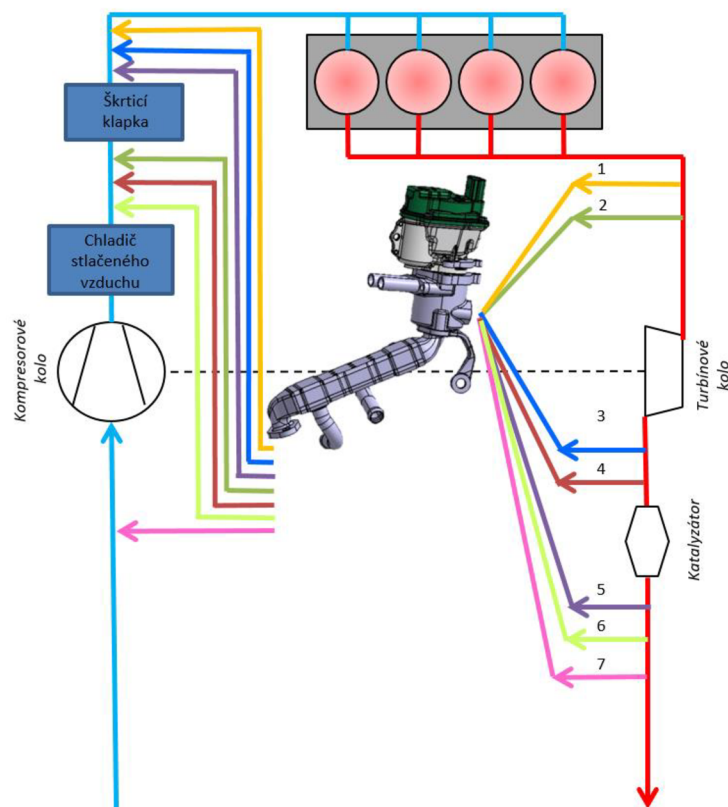 Škrticí
klapka
1
2
Chladič
stlačeného
vzduchu
Kompresorové
kolo
Turbínové
kolo
3
4
Katalyzátor
5
6
7